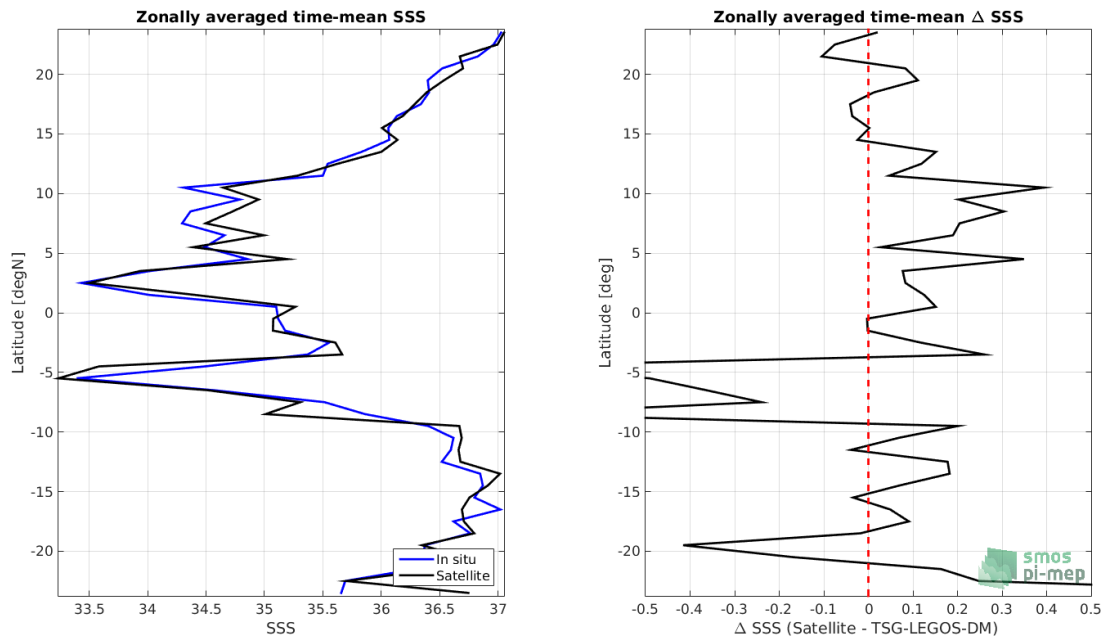 Zonally averaged time-mean SSS
Latitude [degN]
20
15
10
5
0
-5
-10
-15
-20
33.5 34 34.5 35 35.5 36 36.5 37
SSS
In situ
Satellite
Zonally averaged time-mean Δ SSS
Latitude [deg]
20
15
10
5
0
-5
-10
-15
-20
-0.5 -0.4 -0.3 -0.2 -0.1 0 0.1 0.2 0.3 0.4 0.5
Δ SSS (Satellite - TSG-LEGOS-DM)
smos
pi-mep